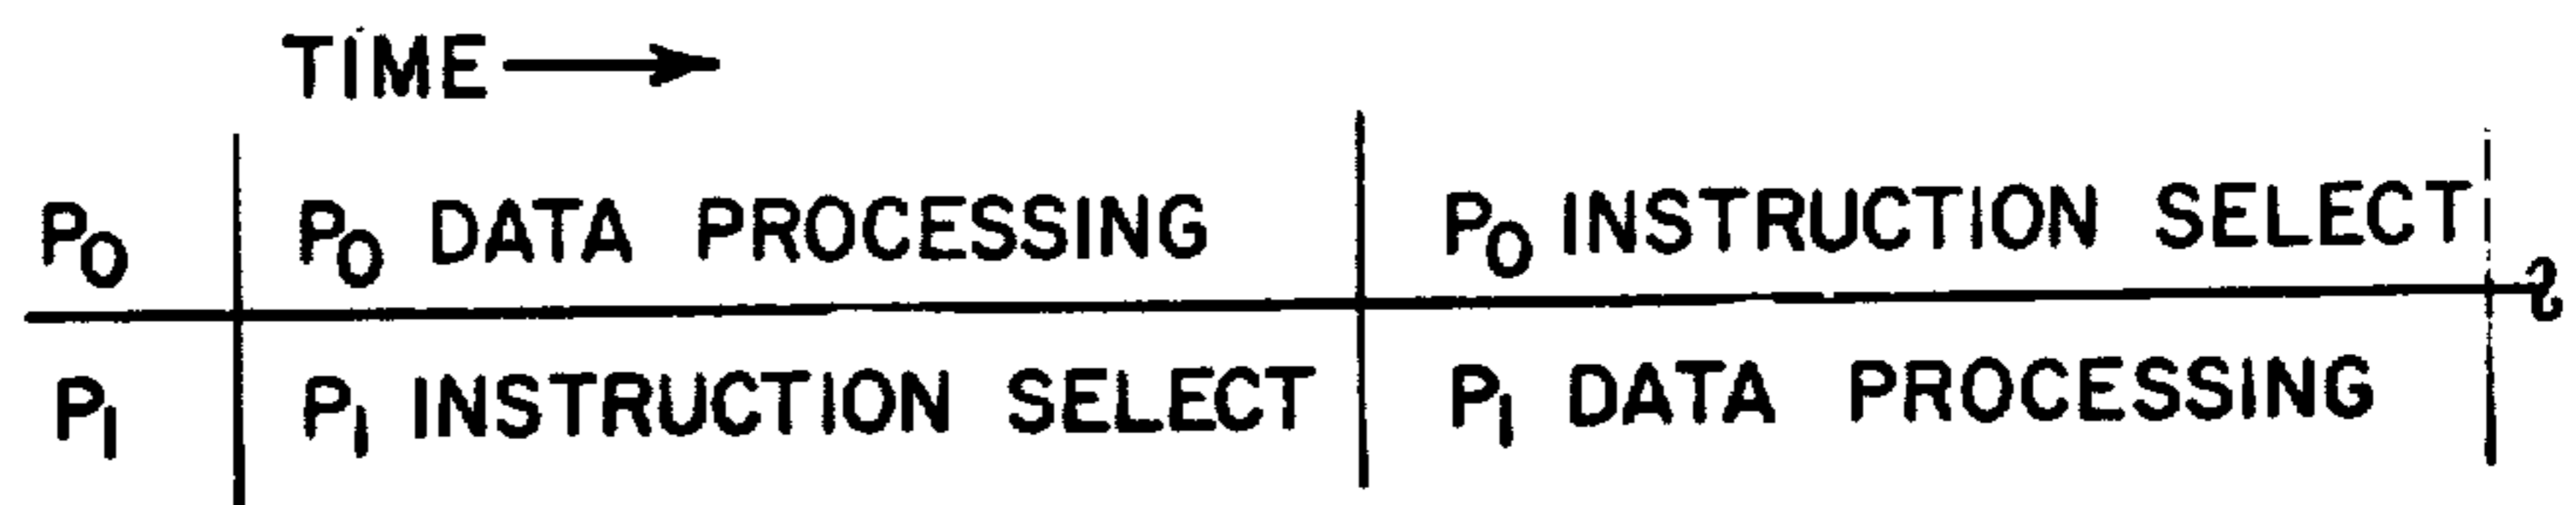 TIME
P0 P0 DATA PROCESSING P0 INSTRUCTION SELECT
P1 P1 INSTRUCTION SELECT P1 DATA PROCESSING